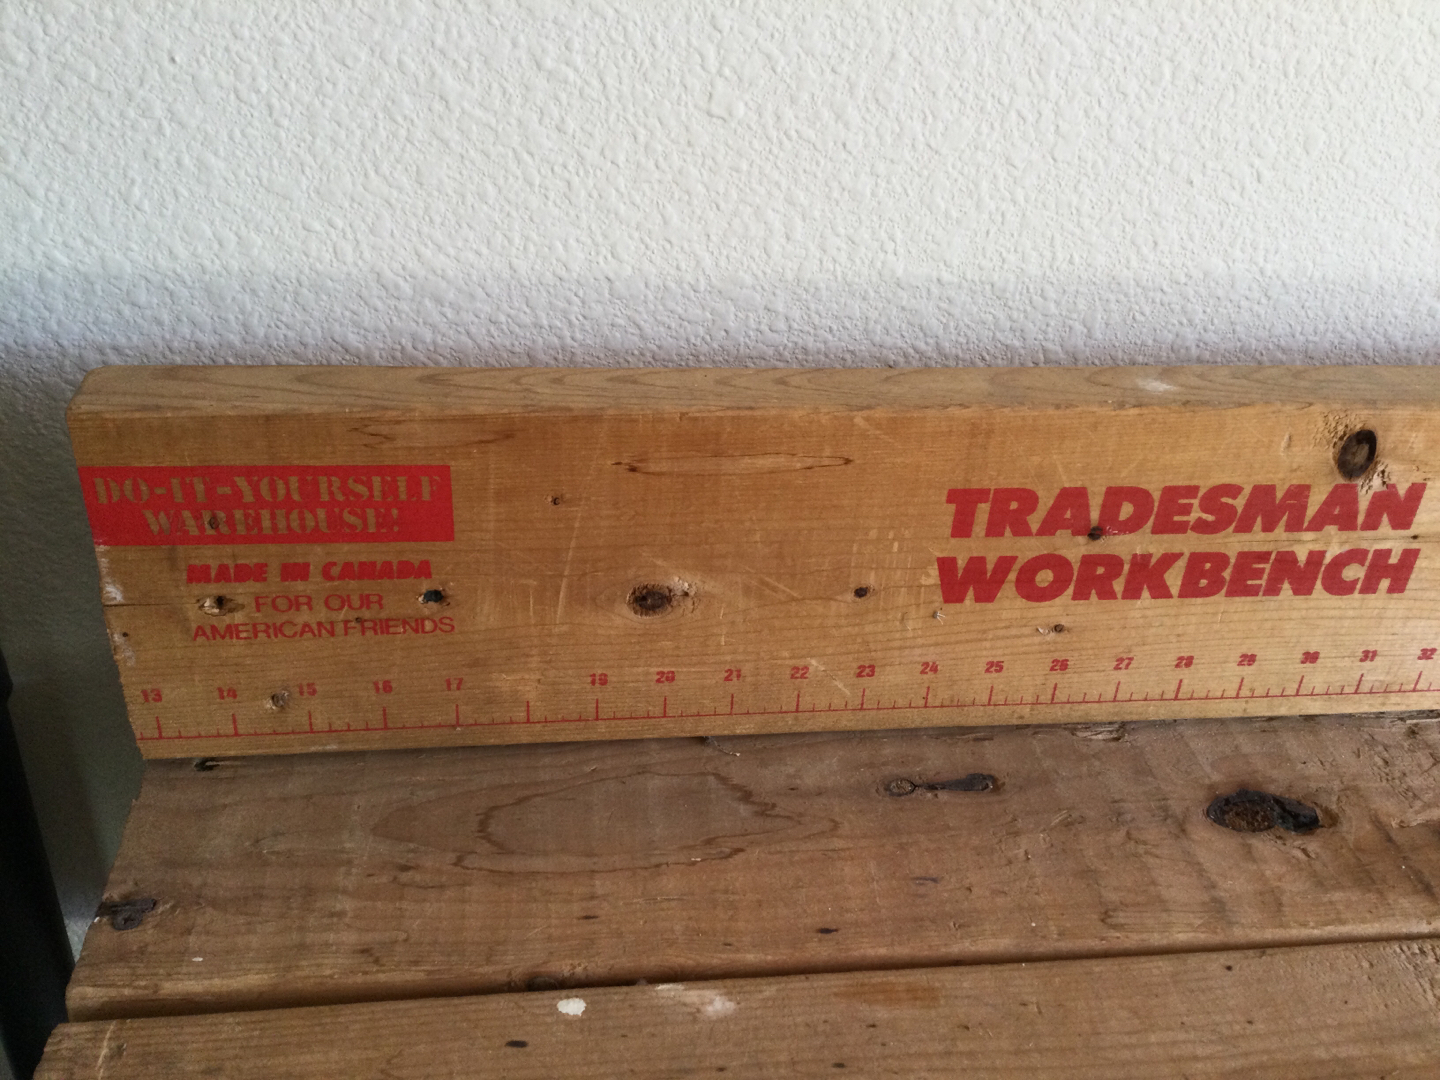 DO-IT-YOURSELF
WAREHOUSE!
MADE IN CANADA
FOR OUR
AMERICAN FRIENDS
TRADESMAN
WORKBENCH
13 14 15 16 17 19 20 21 22 23 24 25 26 27 28 29 30 31 32